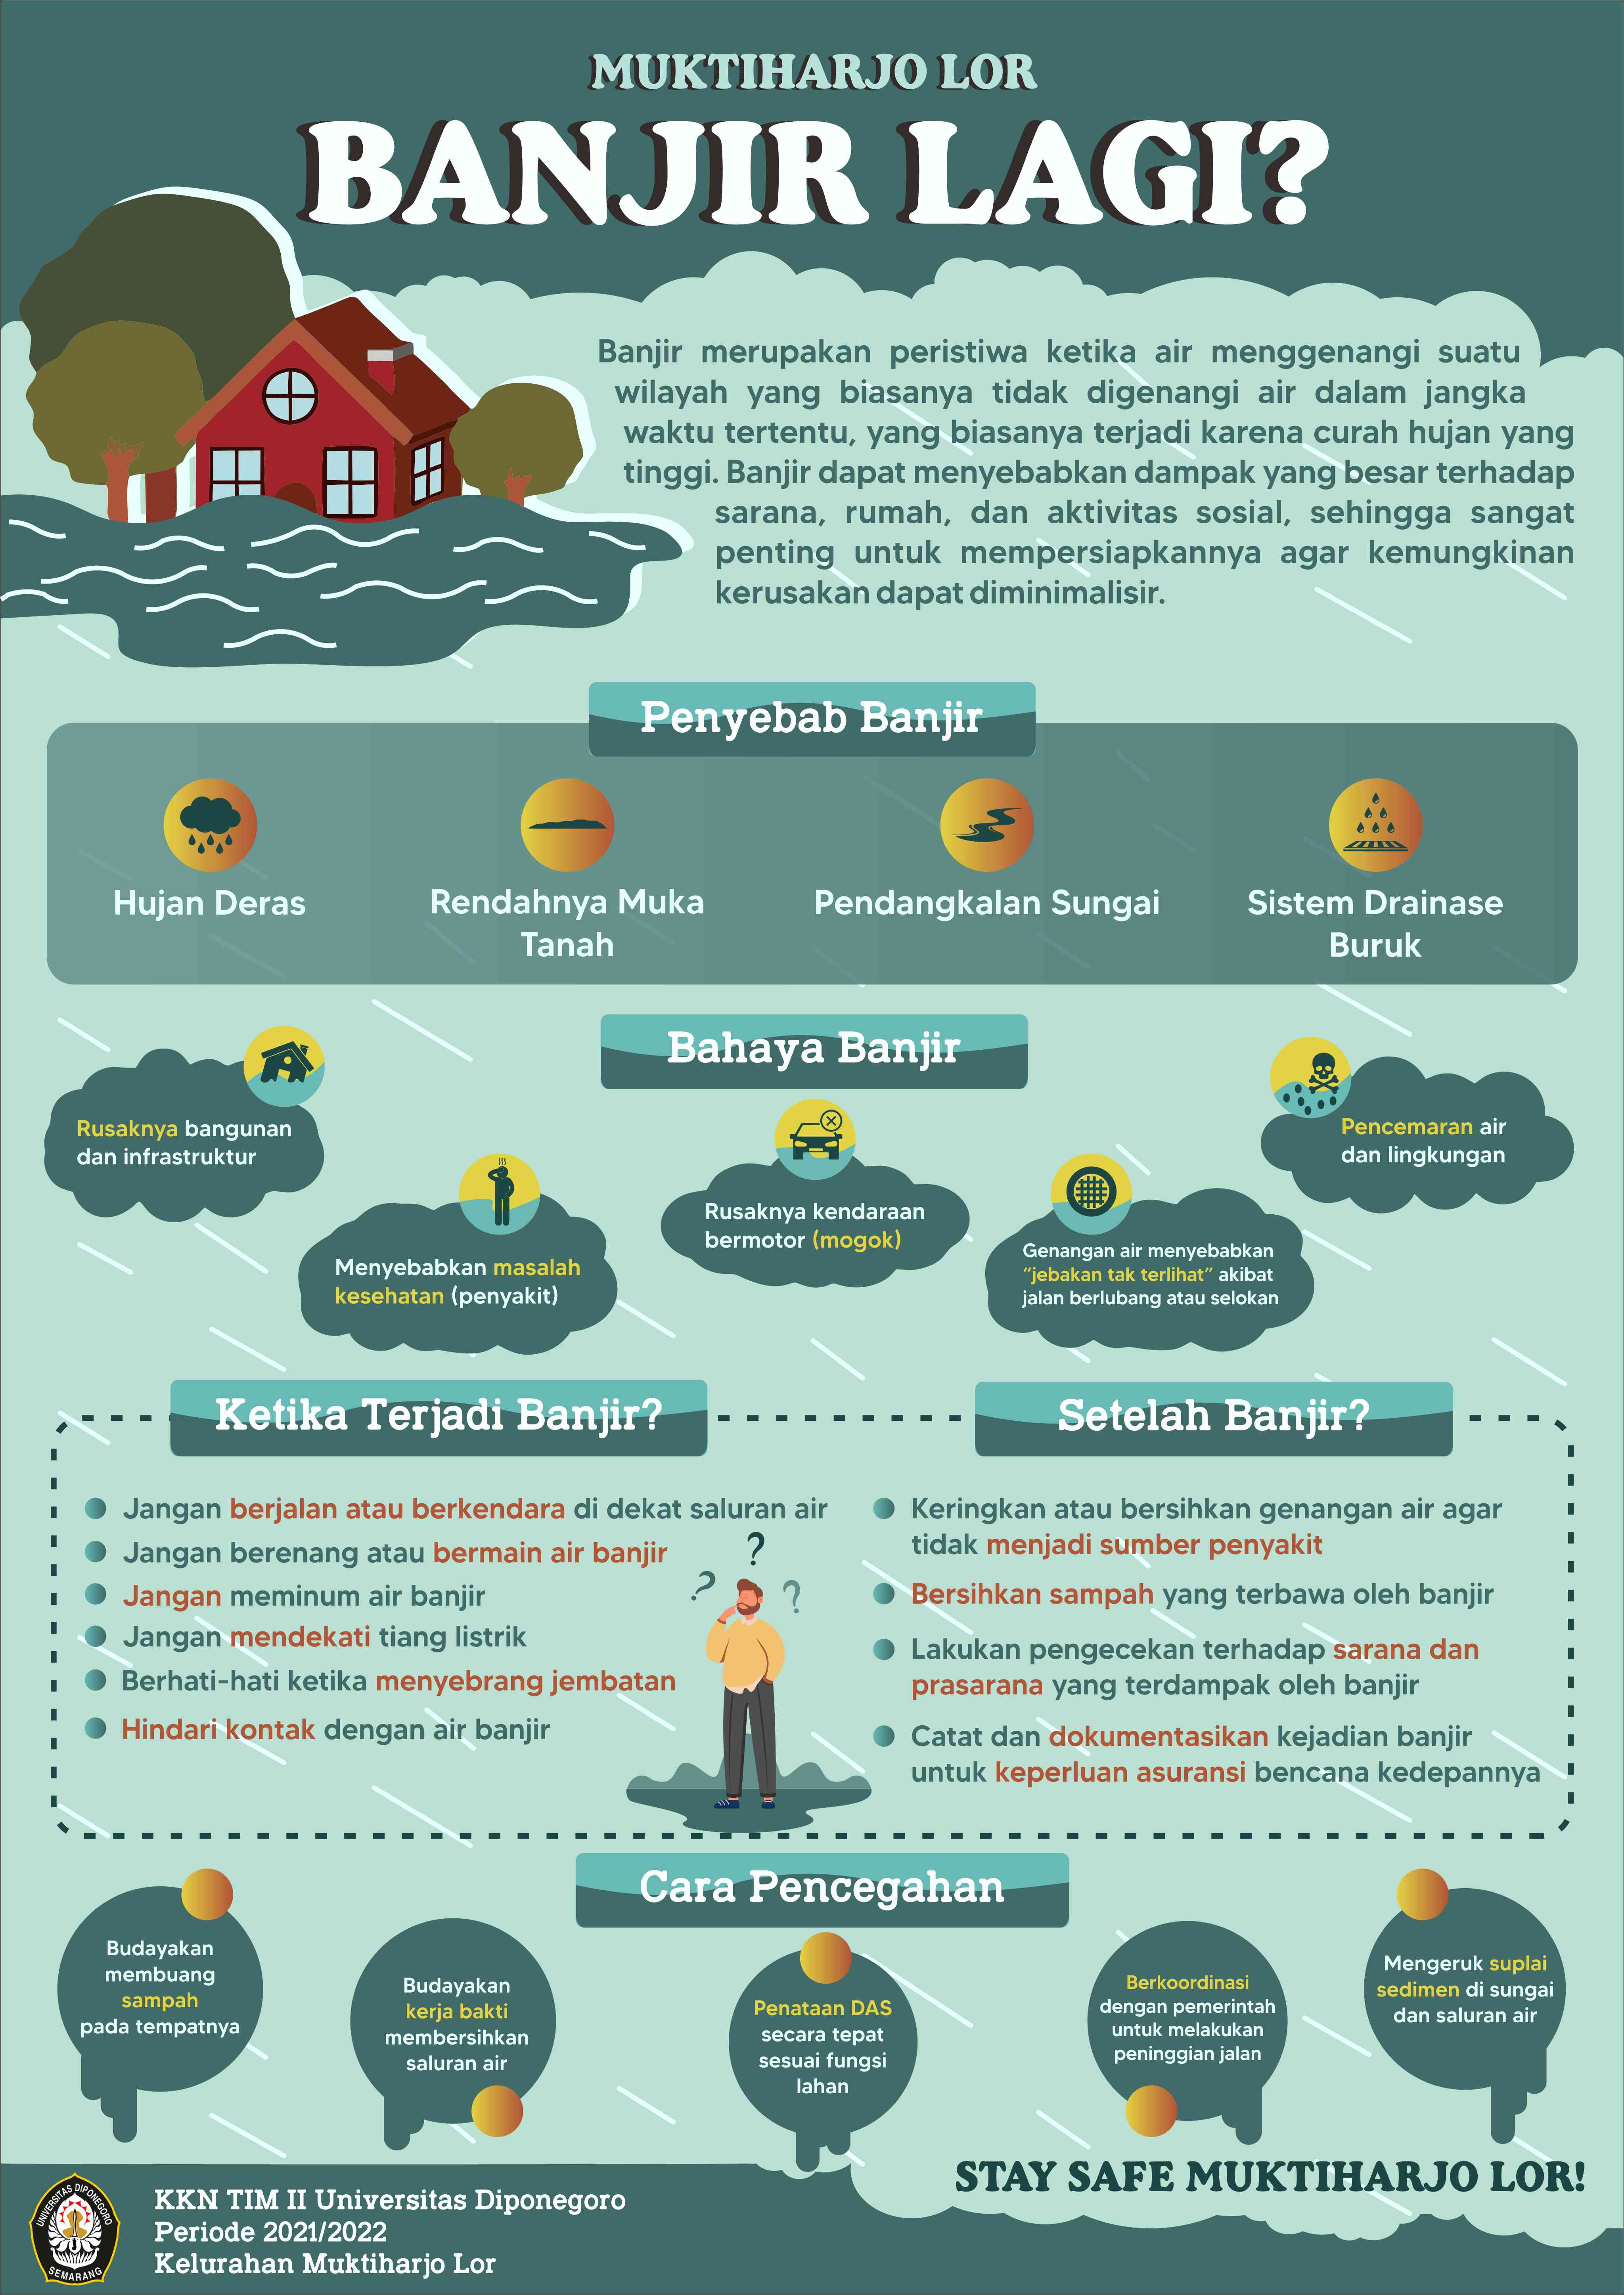 MUKTIHARJO LOR
BANJIR LAGI?
Banjir merupakan peristiwa ketika air menggenangi suatu
wilayah yang biasanya tidak digenangi air dalam jangka
waktu tertentu, yang biasanya terjadi karena curah hujan yang
tinggi. Banjir dapat menyebabkan dampak yang besar terhadap
sarana, rumah, dan aktivitas sosial, sehingga sangat
penting untuk mempersiapkannya agar kemungkinan
kerusakan dapat diminimalisir.
Penyebab Banjir
Hujan Deras
Rendahnya Muka
Tanah
Pendangkalan Sungai
Sistem Drainase
Buruk
Bahaya Banjir
Rusaknya bangunan
dan infrastruktur
Menyebabkan masalah
kesehatan (penyakit)
Rusaknya kendaraan
bermotor (mogok)
Genangan air menyebabkan
“jebakan tak terlihat” akibat
jalan berlubang atau selokan
Pencemaran air
dan lingkungan
Ketika Terjadi Banjir?
Jangan berjalan atau berkendara di dekat saluran air
Jangan berenang atau bermain air banjir
Jangan meminum air banjir
Jangan mendekati tiang listrik
Berhati-hati ketika menyebrang jembatan
Hindari kontak dengan air banjir
? ? ?
Setelah Banjir?
Keringkan atau bersihkan genangan air agar
tidak menjadi sumber penyakit
Bersihkan sampah yang terbawa oleh banjir
Lakukan pengecekan terhadap sarana dan
prasarana yang terdampak oleh banjir
Catat dan dokumentasikan kejadian banjir
untuk keperluan asuransi bencana kedepannya
Cara Pencegahan
Budayakan
membuang
sampah
pada tempatnya
Budayakan
kerja bakti
membersihkan
saluran air
Penataan DAS
secara tepat
sesuai fungsi
lahan
Berkoordinasi
dengan pemerintah
untuk melakukan
peninggian jalan
Mengeruk suplai
sedimen di sungai
dan saluran air
STAY SAFE MUKTIHARJO LOR!
UNIVERSITAS DIPONEGORO
SEMARANG
KKN TIM II Universitas Diponegoro
Periode 2021/2022
Kelurahan Muktiharjo Lor